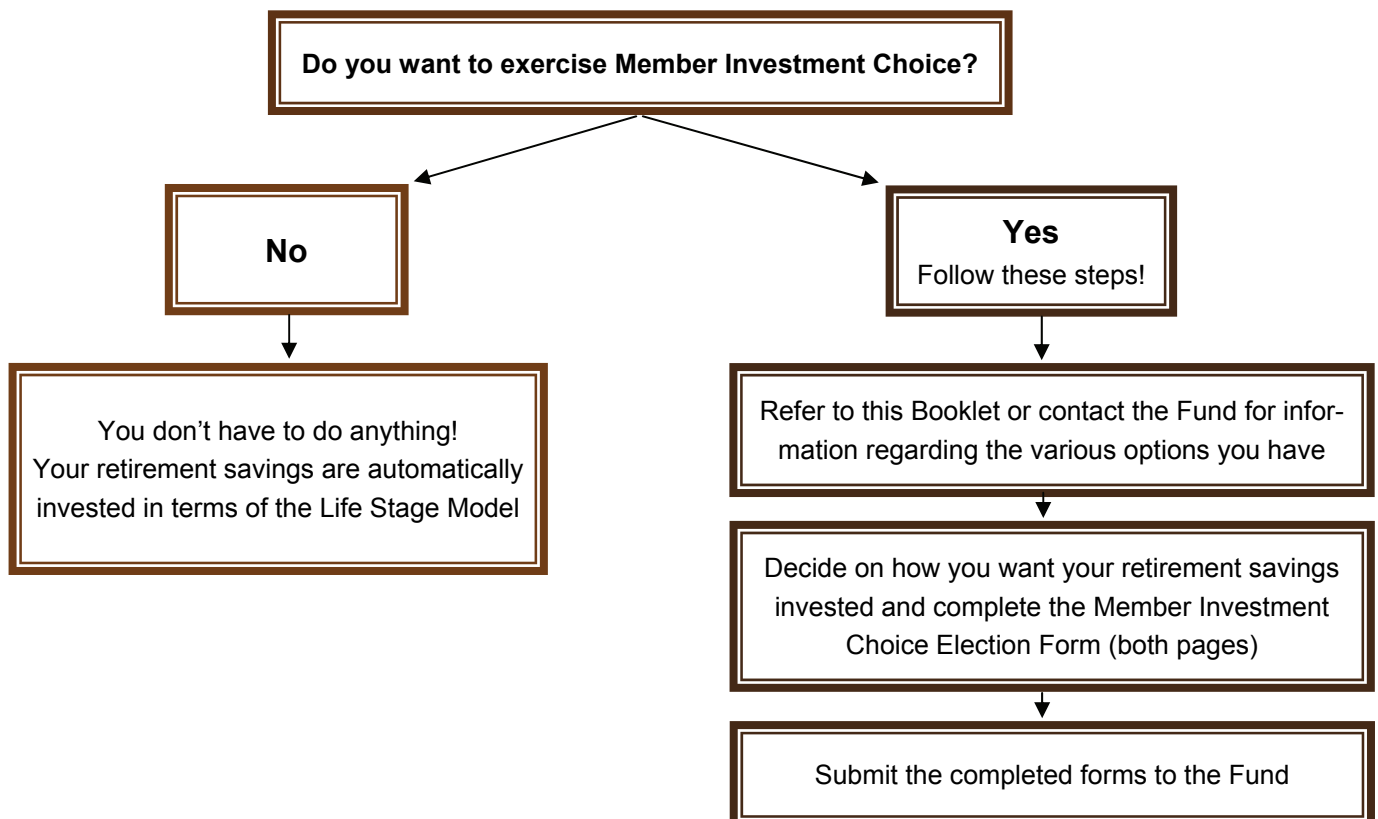 Do you want to exercise Member Investment Choice?
No
Yes
Follow these steps!
You don’t have to do anything!
Your retirement savings are automatically
invested in terms of the Life Stage Model
Refer to this Booklet or contact the Fund for infor-
mation regarding the various options you have
Decide on how you want your retirement savings
invested and complete the Member Investment
Choice Election Form (both pages)
Submit the completed forms to the Fund